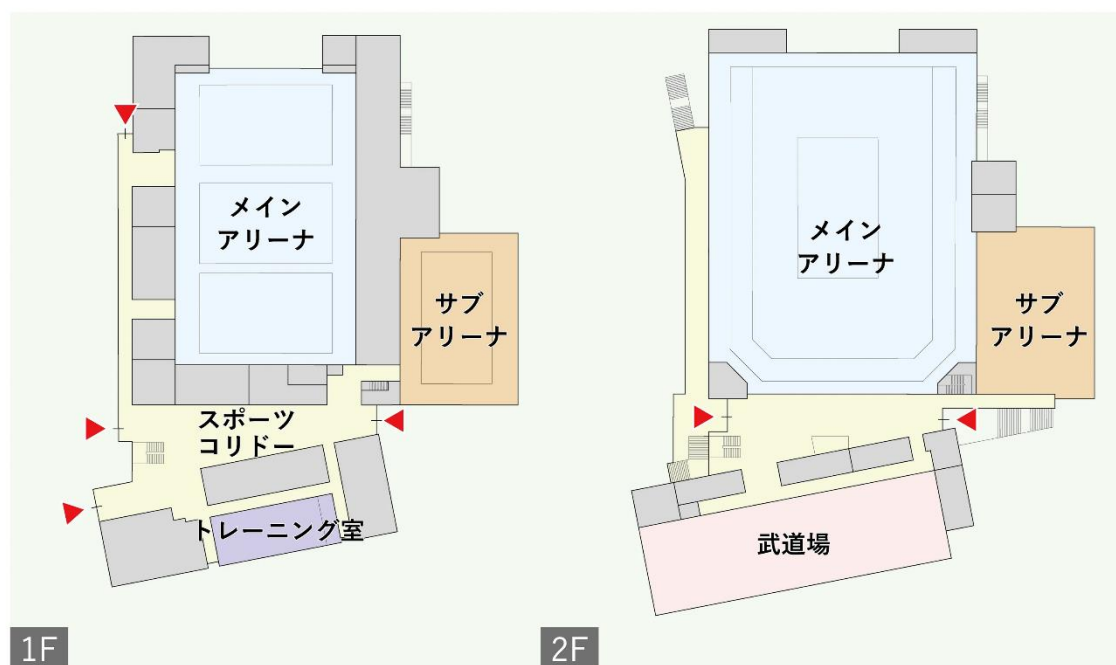 メイン
アリーナ
サブ
アリーナ
スポーツ
コリドー
トレーニング室
1F
メイン
アリーナ
サブ
アリーナ
武道場
2F